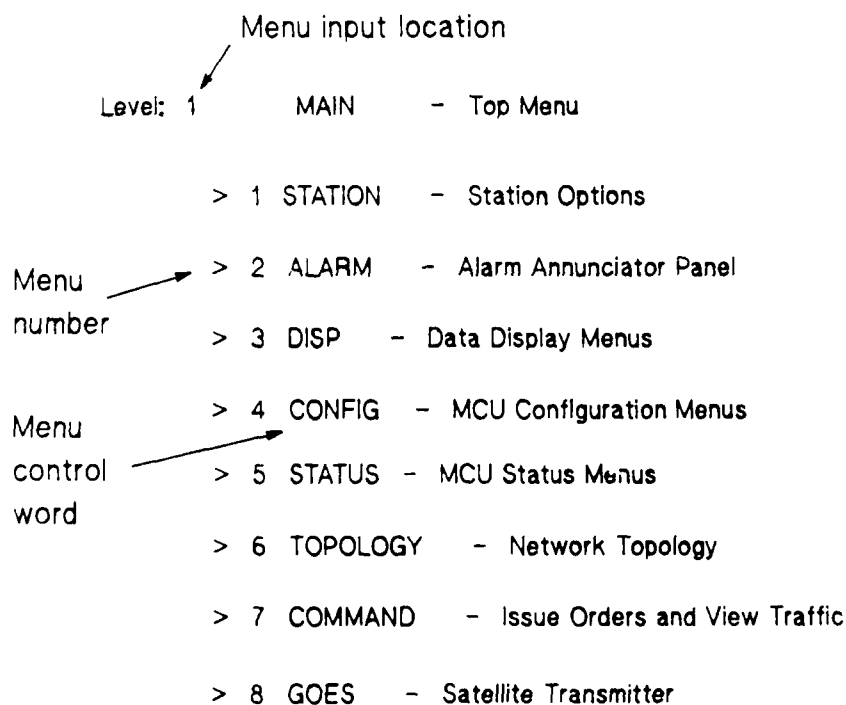 Menu input location
Level: 1 MAIN - Top Menu
> 1 STATION - Station Options
> 2 ALARM - Alarm Annunciator Panel
Menu
number
> 3 DISP - Data Display Menus
> 4 CONFIG - MCU Configuration Menus
Menu
control
word
> 5 STATUS - MCU Status Menus
> 6 TOPOLOGY - Network Topology
> 7 COMMAND - Issue Orders and View Traffic
> 8 GOES - Satellite Transmitter